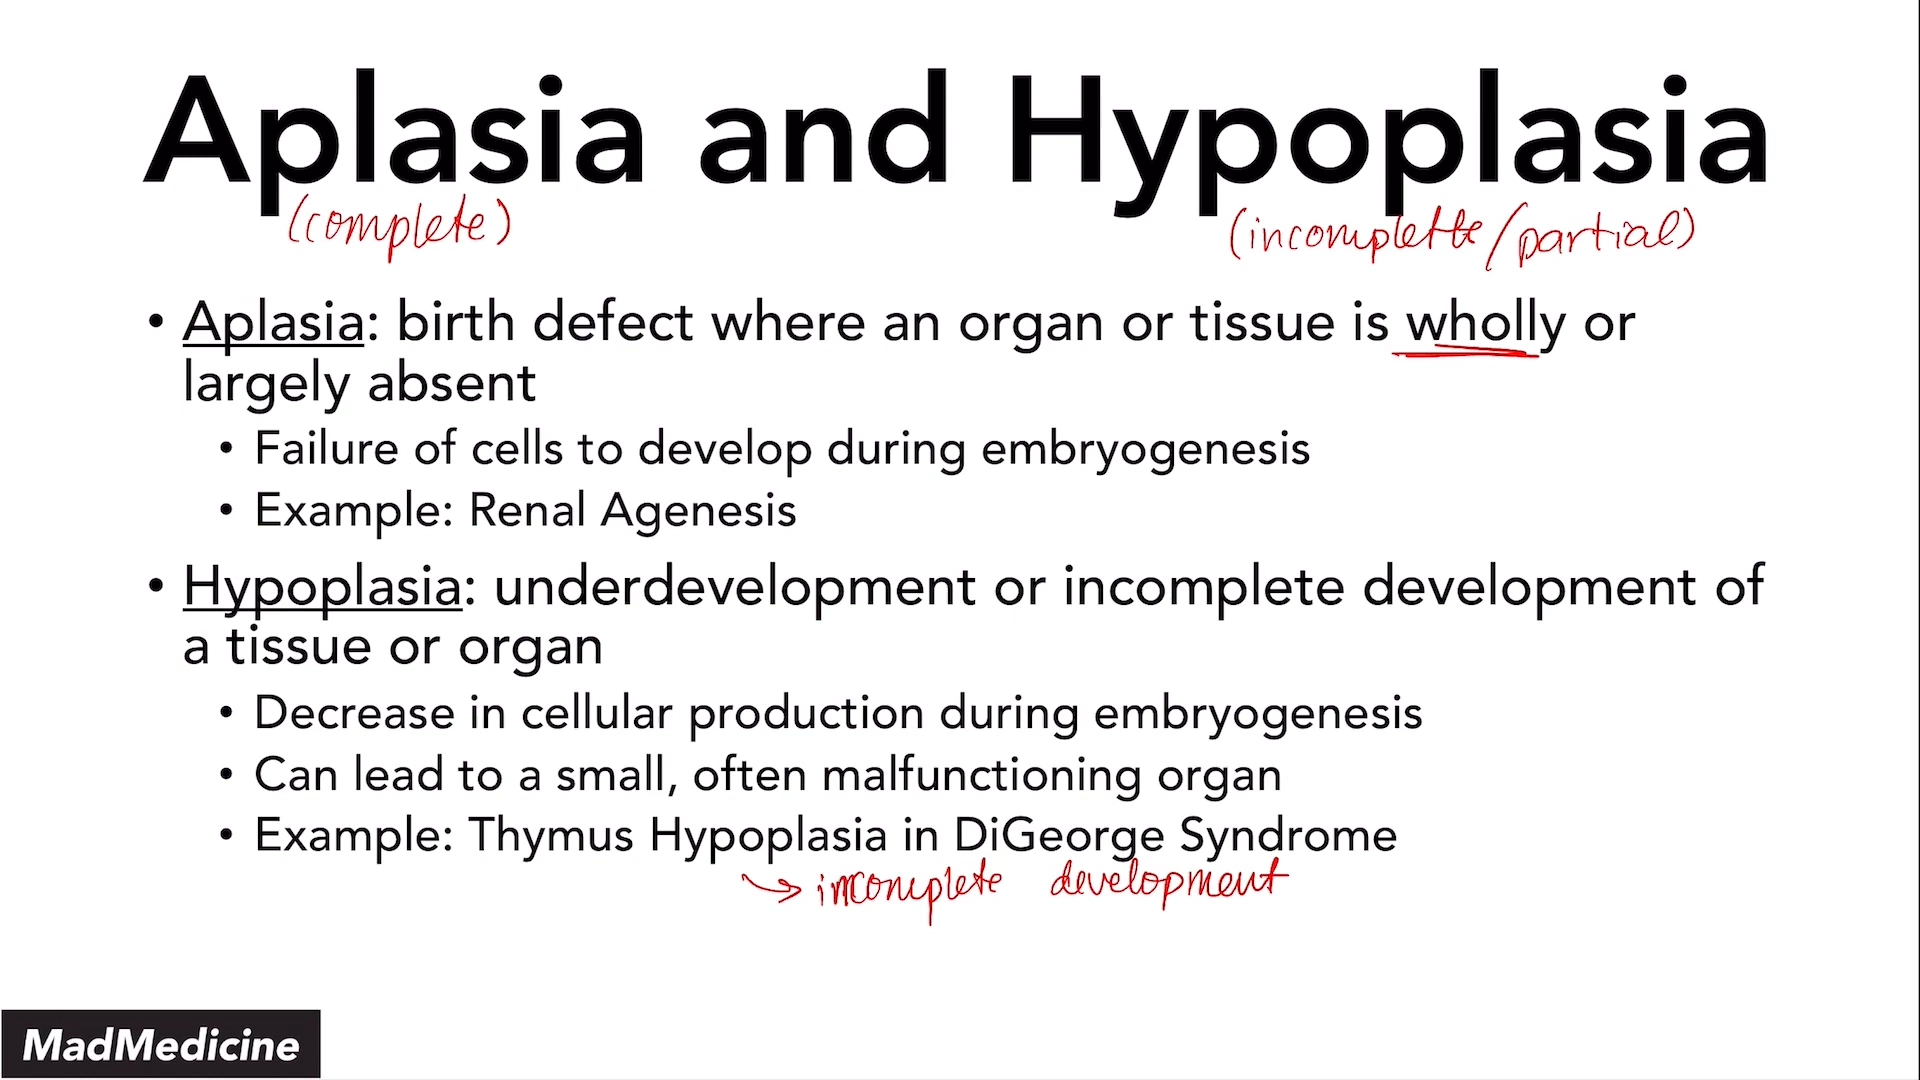 Aplasia and Hypoplasia
(complete) (incomplette/partial)
• Aplasia: birth defect where an organ or tissue is wholly or
largely absent
• Failure of cells to develop during embryogenesis
• Example: Renal Agenesis
• Hypoplasia: underdevelopment or incomplete development of
a tissue or organ
• Decrease in cellular production during embryogenesis
• Can lead to a small, often malfunctioning organ
• Example: Thymus Hypoplasia in DiGeorge Syndrome
→ incomplete development
MadMedicine